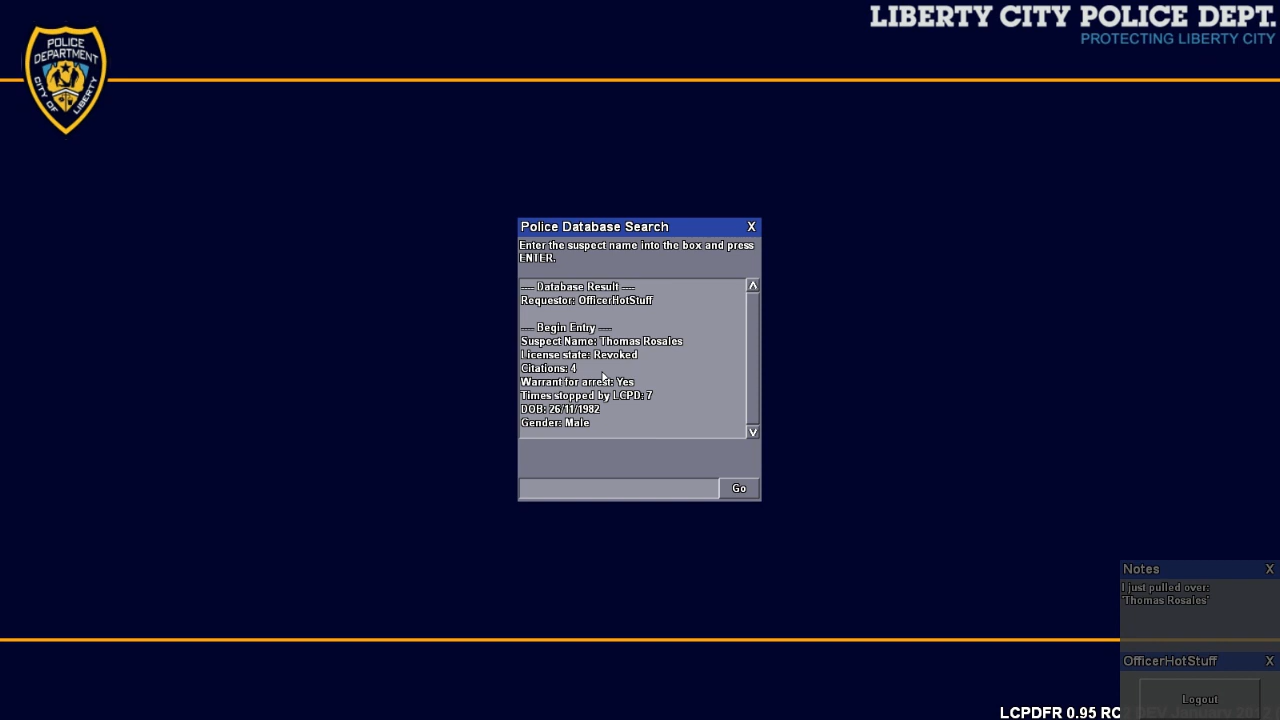 LIBERTY CITY POLICE DEPT.
PROTECTING LIBERTY CITY
POLICE
DEPARTMENT
CITY OF LIBERTY
Police Database Search X
Enter the suspect name into the box and press
ENTER.
---- Database Result ----
Requestor: OfficerHotStuff
---- Begin Entry ----
Suspect Name: Thomas Rosales
License state: Revoked
Citations: 4
Warrant for arrest: Yes
Times stopped by LCPD: 7
DOB: 26/11/1982
Gender: Male
Go
Notes X
I just pulled over:
'Thomas Rosales'
OfficerHotStuff X
Logout
LCPDFR 0.95 RC